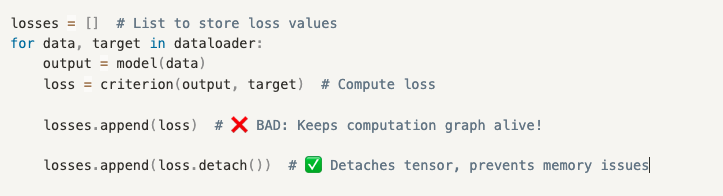 losses = []  # List to store loss values
for data, target in dataloader:
    output = model(data)
    loss = criterion(output, target)  # Compute loss
    losses.append(loss)  # ❌ BAD: Keeps computation graph alive!
    losses.append(loss.detach())  # ✅ Detaches tensor, prevents memory issues